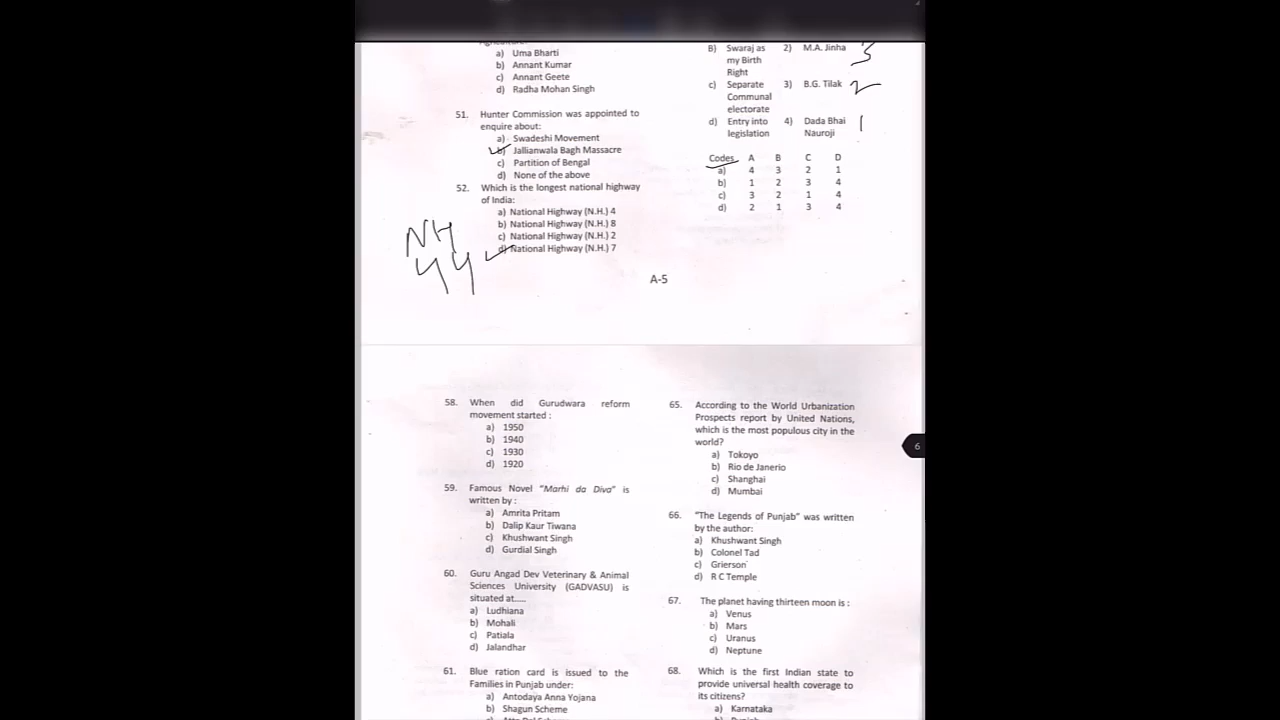 a) Uma Bharti
b) Annant Kumar
c) Annant Geete
d) Radha Mohan Singh
51. Hunter Commission was appointed to
enquire about:
a) Swadeshi Movement
b) Jallianwala Bagh Massacre
c) Partition of Bengal
d) None of the above
52. Which is the longest national highway
of India:
a) National Highway (N.H.) 4
b) National Highway (N.H.) 8
c) National Highway (N.H.) 2
d) National Highway (N.H.) 7
NH
44
B) Swaraj as 2) M.A. Jinha 3
my Birth
Right
c) Separate 3) B.G. Tilak 2
Communal
electorate
d) Entry into 4) Dada Bhai 1
legislation Nauroji
Codes A B C D
a) 4 3 2 1
b) 1 2 3 4
c) 3 2 1 4
d) 2 1 3 4
A-5
58. When did Gurudwara reform
movement started :
a) 1950
b) 1940
c) 1930
d) 1920
59. Famous Novel "Marhi da Diva" is
written by :
a) Amrita Pritam
b) Dalip Kaur Tiwana
c) Khushwant Singh
d) Gurdial Singh
60. Guru Angad Dev Veterinary & Animal
Sciences University (GADVASU) is
situated at.....
a) Ludhiana
b) Mohali
c) Patiala
d) Jalandhar
61. Blue ration card is issued to the
Families in Punjab under:
a) Antodaya Anna Yojana
b) Shagun Scheme
65. According to the World Urbanization
Prospects report by United Nations,
which is the most populous city in the
world?
a) Tokoyo
b) Rio de Janerio
c) Shanghai
d) Mumbai
66. "The Legends of Punjab" was written
by the author:
a) Khushwant Singh
b) Colonel Tad
c) Grierson
d) R C Temple
67. The planet having thirteen moon is :
a) Venus
b) Mars
c) Uranus
d) Neptune
68. Which is the first Indian state to
provide universal health coverage to
its citizens?
a) Karnataka
6